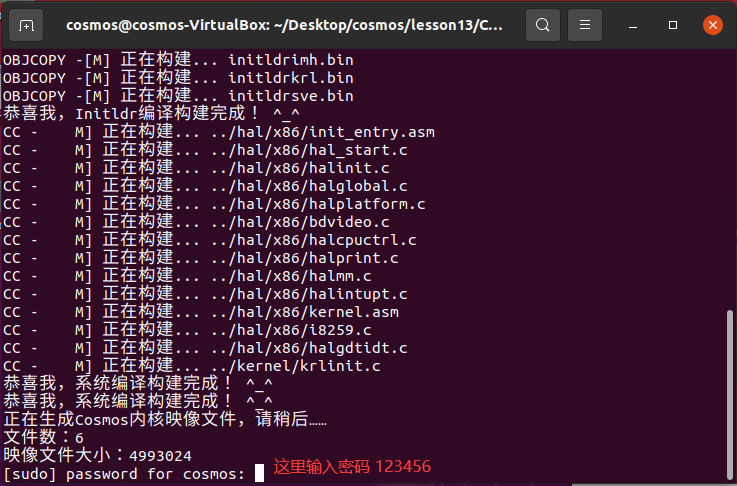 cosmos@cosmos-VirtualBox: ~/Desktop/cosmos/lesson13/C...
OBJCOPY -[M] 正在构建... initldrimh.bin
OBJCOPY -[M] 正在构建... initldrkrl.bin
OBJCOPY -[M] 正在构建... initldrsve.bin
恭喜我，Initldr编译构建完成！ ^_^
CC -    M] 正在构建... ../hal/x86/init_entry.asm
CC -    M] 正在构建... ../hal/x86/hal_start.c
CC -    M] 正在构建... ../hal/x86/halinit.c
CC -    M] 正在构建... ../hal/x86/halglobal.c
CC -    M] 正在构建... ../hal/x86/halplatform.c
CC -    M] 正在构建... ../hal/x86/bdvideo.c
CC -    M] 正在构建... ../hal/x86/halcpuctrl.c
CC -    M] 正在构建... ../hal/x86/halprint.c
CC -    M] 正在构建... ../hal/x86/halmm.c
CC -    M] 正在构建... ../hal/x86/halintupt.c
CC -    M] 正在构建... ../hal/x86/kernel.asm
CC -    M] 正在构建... ../hal/x86/i8259.c
CC -    M] 正在构建... ../hal/x86/halgdtidt.c
CC -    M] 正在构建... ../kernel/krlinit.c
恭喜我，系统编译构建完成！ ^_^
恭喜我，系统编译构建完成！ ^_^
正在生成Cosmos内核映像文件，请稍后……
文件数：6
映像文件大小：4993024
[sudo] password for cosmos: 这里输入密码 123456